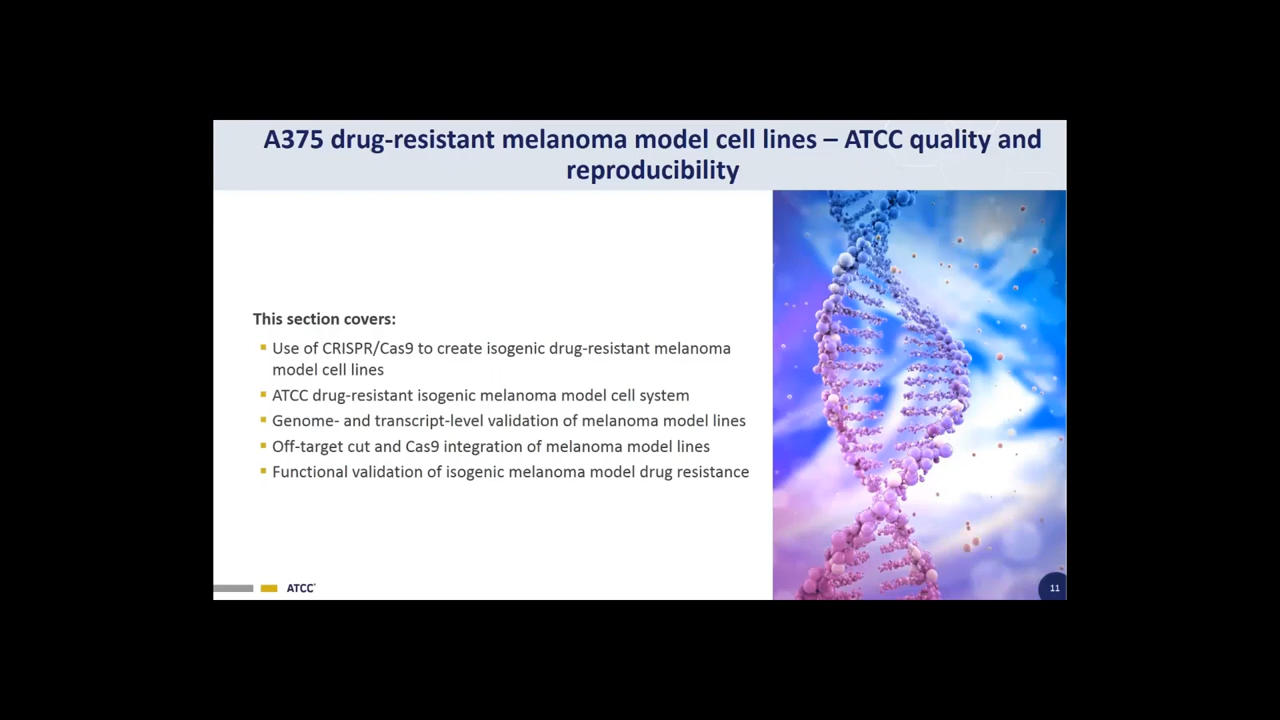 A375 drug-resistant melanoma model cell lines – ATCC quality and
reproducibility
This section covers:
▪ Use of CRISPR/Cas9 to create isogenic drug-resistant melanoma
model cell lines
▪ ATCC drug-resistant isogenic melanoma model cell system
▪ Genome- and transcript-level validation of melanoma model lines
▪ Off-target cut and Cas9 integration of melanoma model lines
▪ Functional validation of isogenic melanoma model drug resistance
ATCC
11